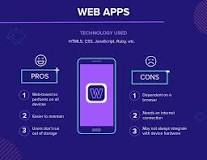 WEB APPS
TECHNOLOGY USED
HTML5, CSS, JavaScript, Ruby, etc.
PROS
1 Web-based to
perform on all
devices
2 Easier to maintain
3 Users don't run
out of storage
W
CONS
1 Dependent on a
browser
2 Needs an internet
connection
3 May not always integrate
with device hardware